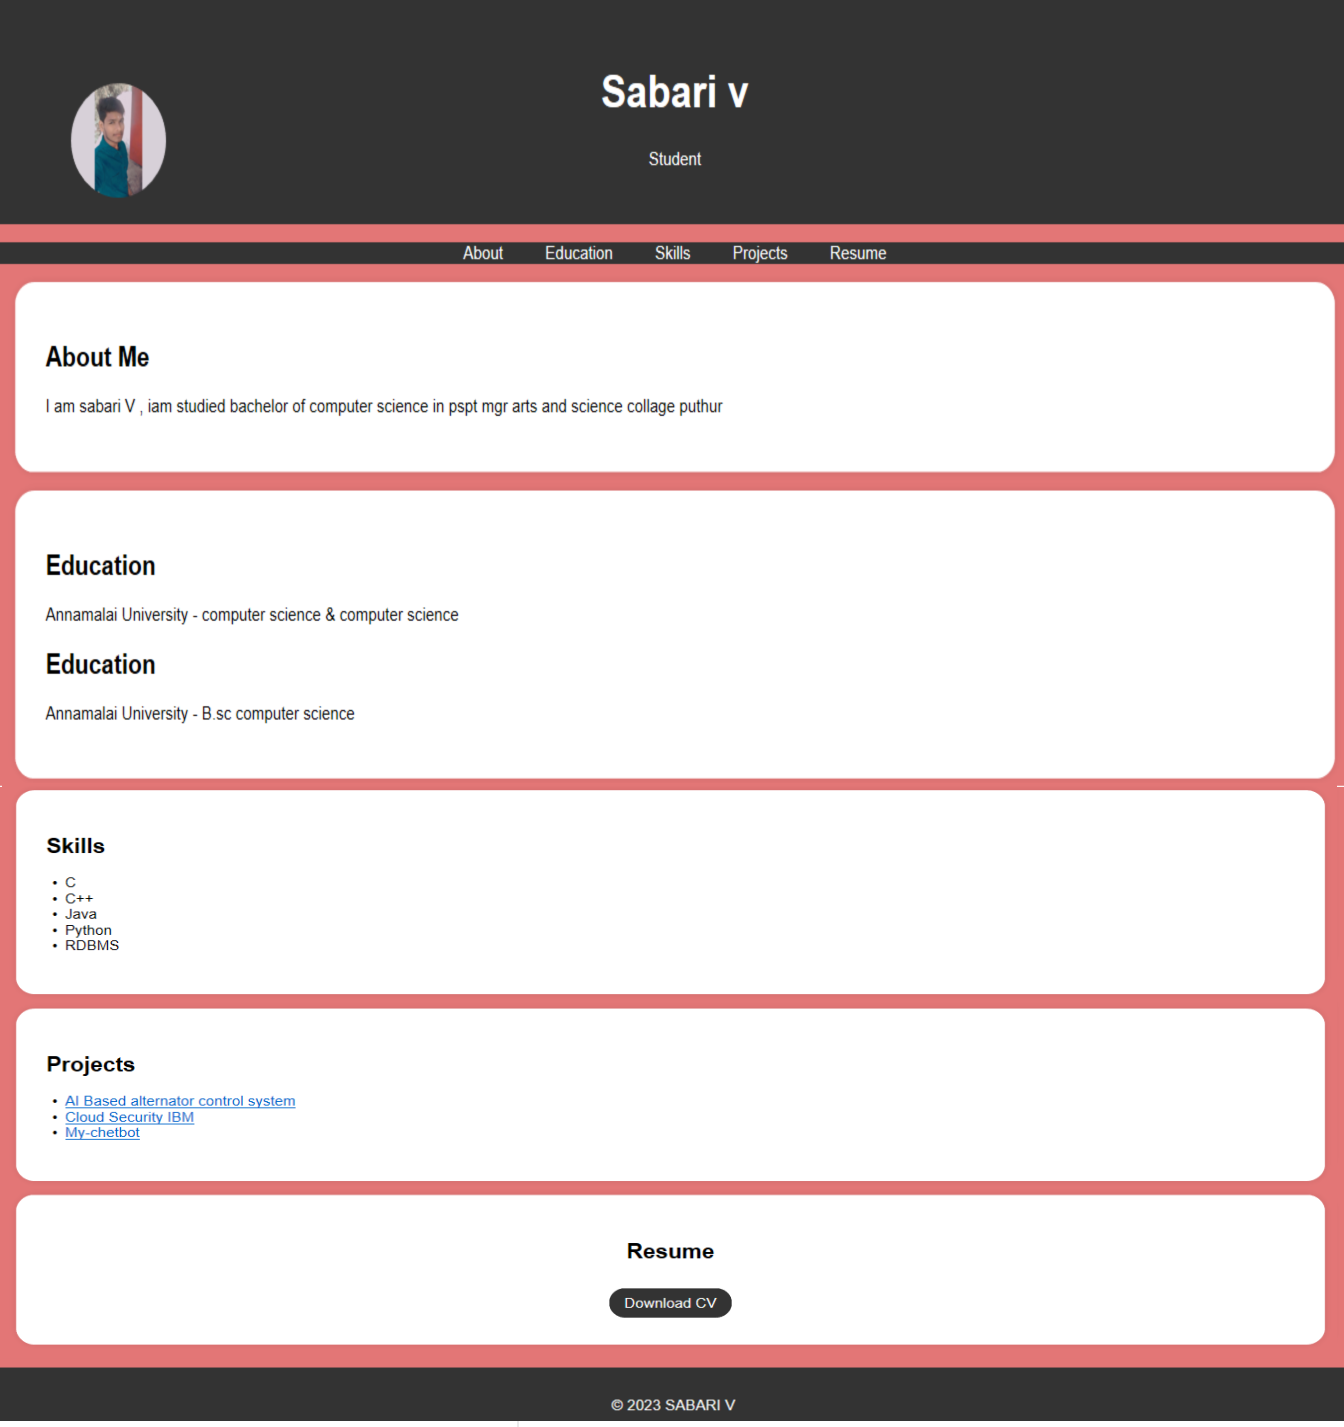 Sabari v
Student
About Education Skills Projects Resume
About Me
I am sabari V , iam studied bachelor of computer science in pspt mgr arts and science collage puthur
Education
Annamalai University - computer science & computer science
Education
Annamalai University - B.sc computer science
Skills
• C
• C++
• Java
• Python
• RDBMS
Projects
• AI Based alternator control system
• Cloud Security IBM
• My-chetbot
Resume
Download CV
© 2023 SABARI V